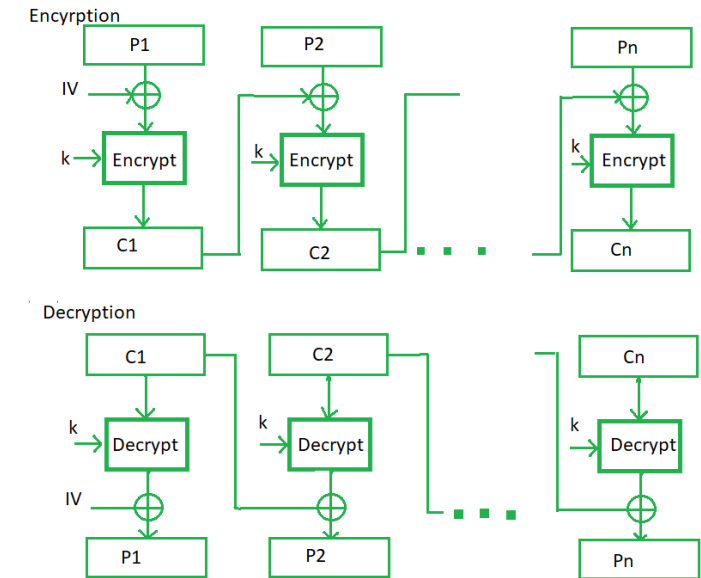 Encyrption
P1 P2 Pn
IV
k Encrypt k Encrypt k Encrypt
C1 C2 Cn
Decryption
C1 C2 Cn
k Decrypt k Decrypt k Decrypt
IV
P1 P2 Pn